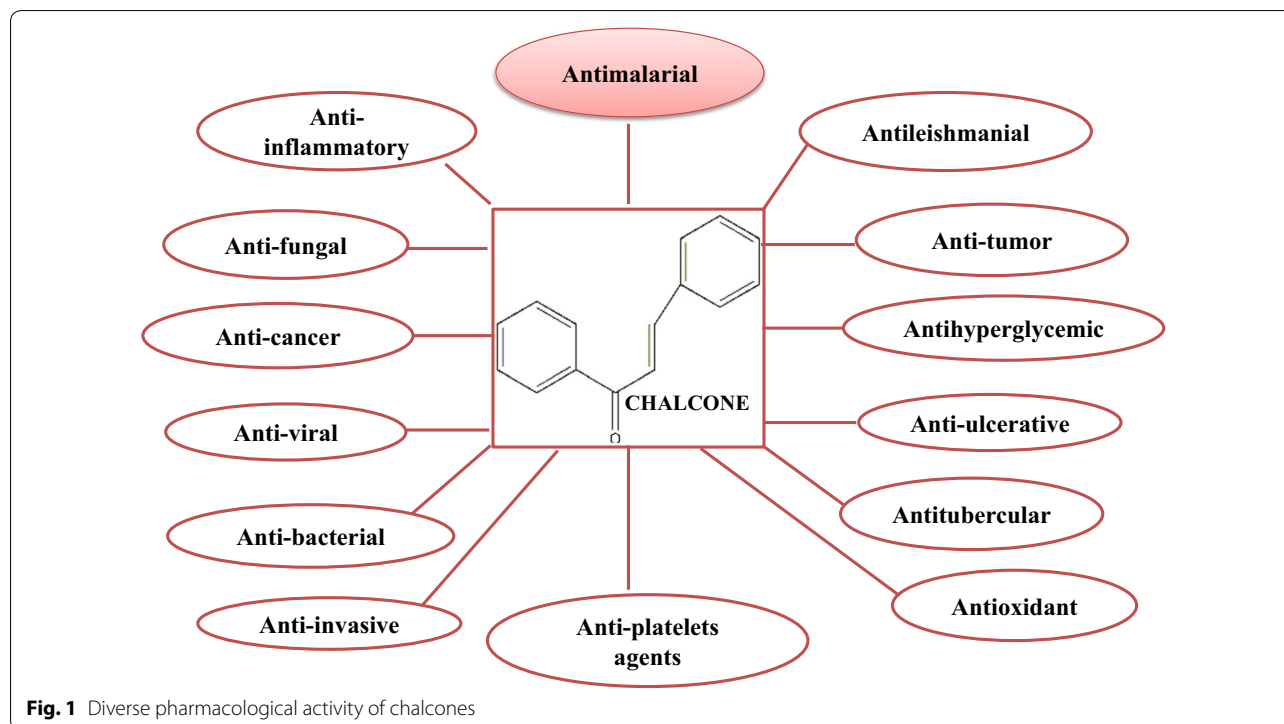 Antimalarial
Anti-
inflammatory
Antileishmanial
Anti-fungal
Anti-tumor
Anti-cancer
Antihyperglycemic
CHALCONE
O
Anti-viral
Anti-ulcerative
Anti-bacterial
Antitubercular
Anti-invasive
Anti-platelets
agents
Antioxidant
Fig. 1 Diverse pharmacological activity of chalcones